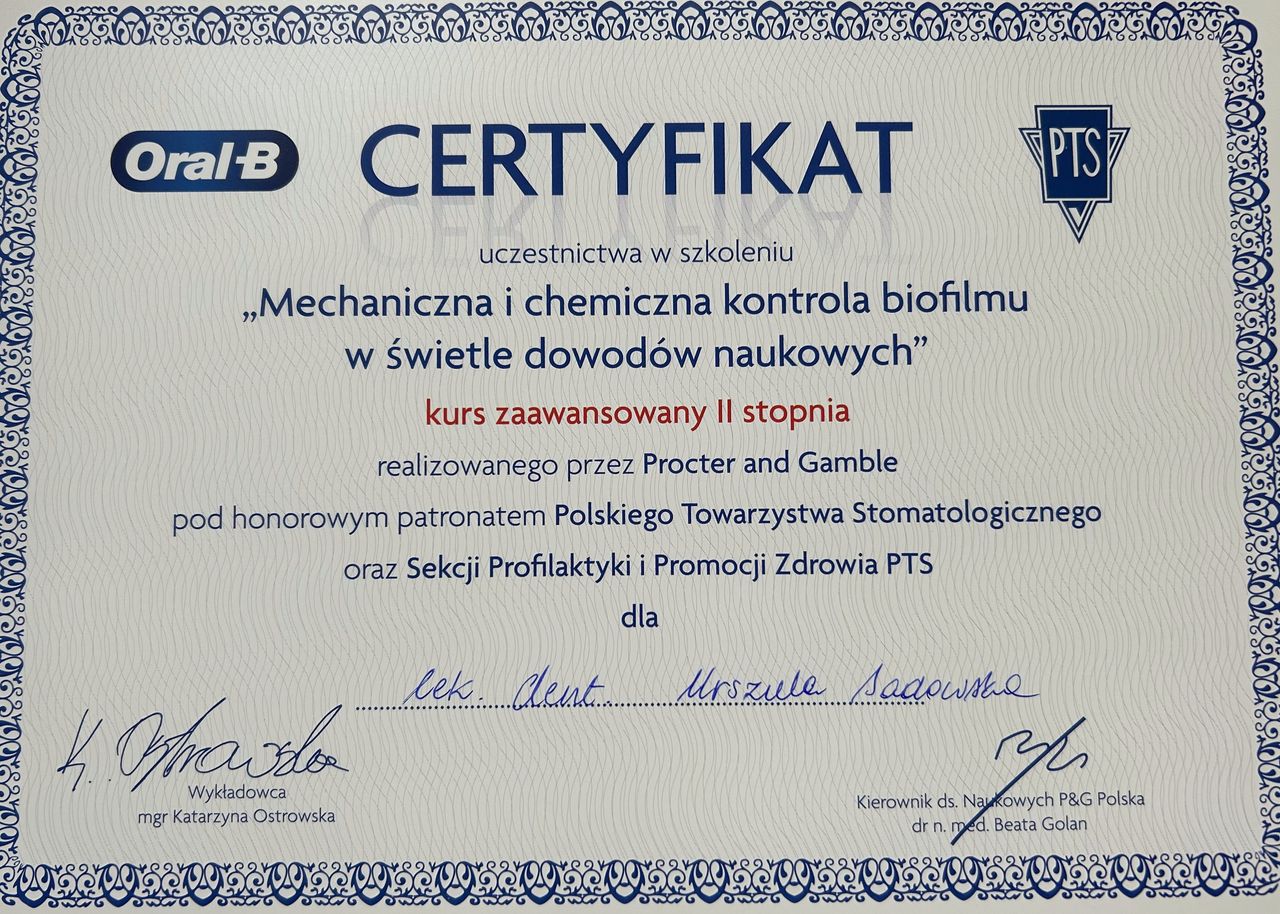 Oral-B
CERTYFIKAT
PTS
uczestnictwa w szkoleniu
„Mechaniczna i chemiczna kontrola biofilmu
w świetle dowodów naukowych”
kurs zaawansowany II stopnia
realizowanego przez Procter and Gamble
pod honorowym patronatem Polskiego Towarzystwa Stomatologicznego
oraz Sekcji Profilaktyki i Promocji Zdrowia PTS
dla
lek. dent. Urszula Sadowska
K. Ostrowska
Wykładowca
mgr Katarzyna Ostrowska
Kierownik ds. Naukowych P&G Polska
dr n. med. Beata Golan